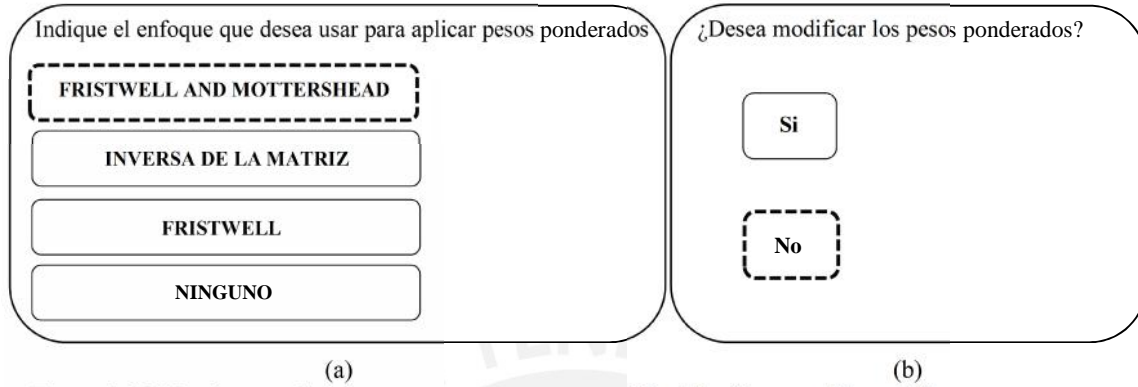 Indique el enfoque que desea usar para aplicar pesos ponderados
FRISTWELL AND MOTTERSHEAD
INVERSA DE LA MATRIZ
FRISTWELL
NINGUNO
(a)
¿Desea modificar los pesos ponderados?
Si
No
(b)